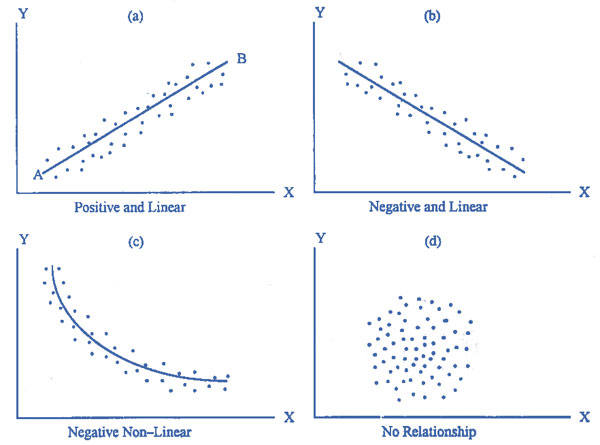 (a)
Y
B
A
X
Positive and Linear
(b)
Y
X
Negative and Linear
(c)
Y
X
Negative Non-Linear
(d)
Y
X
No Relationship